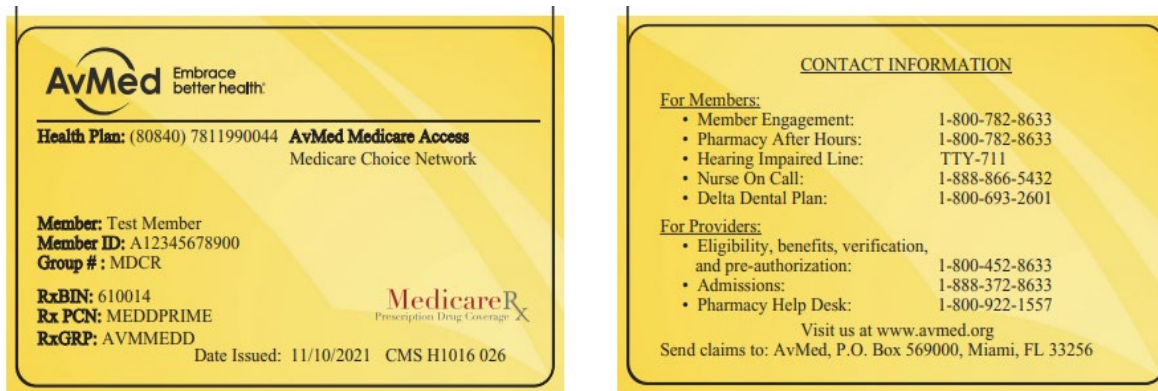 AvMed Embrace
better health®
Health Plan: (80840) 7811990044 AvMed Medicare Access
Medicare Choice Network
Member: Test Member
Member ID: A12345678900
Group # : MDCR
RxBIN: 610014
Rx PCN: MEDDPRIME
RxGRP: AVMMEDD
MedicareRx
Prescription Drug Coverage
Date Issued: 11/10/2021 CMS H1016 026
CONTACT INFORMATION
For Members:
• Member Engagement: 1-800-782-8633
• Pharmacy After Hours: 1-800-782-8633
• Hearing Impaired Line: TTY-711
• Nurse On Call: 1-888-866-5432
• Delta Dental Plan: 1-800-693-2601
For Providers:
• Eligibility, benefits, verification,
and pre-authorization: 1-800-452-8633
• Admissions: 1-888-372-8633
• Pharmacy Help Desk: 1-800-922-1557
Visit us at www.avmed.org
Send claims to: AvMed, P.O. Box 569000, Miami, FL 33256